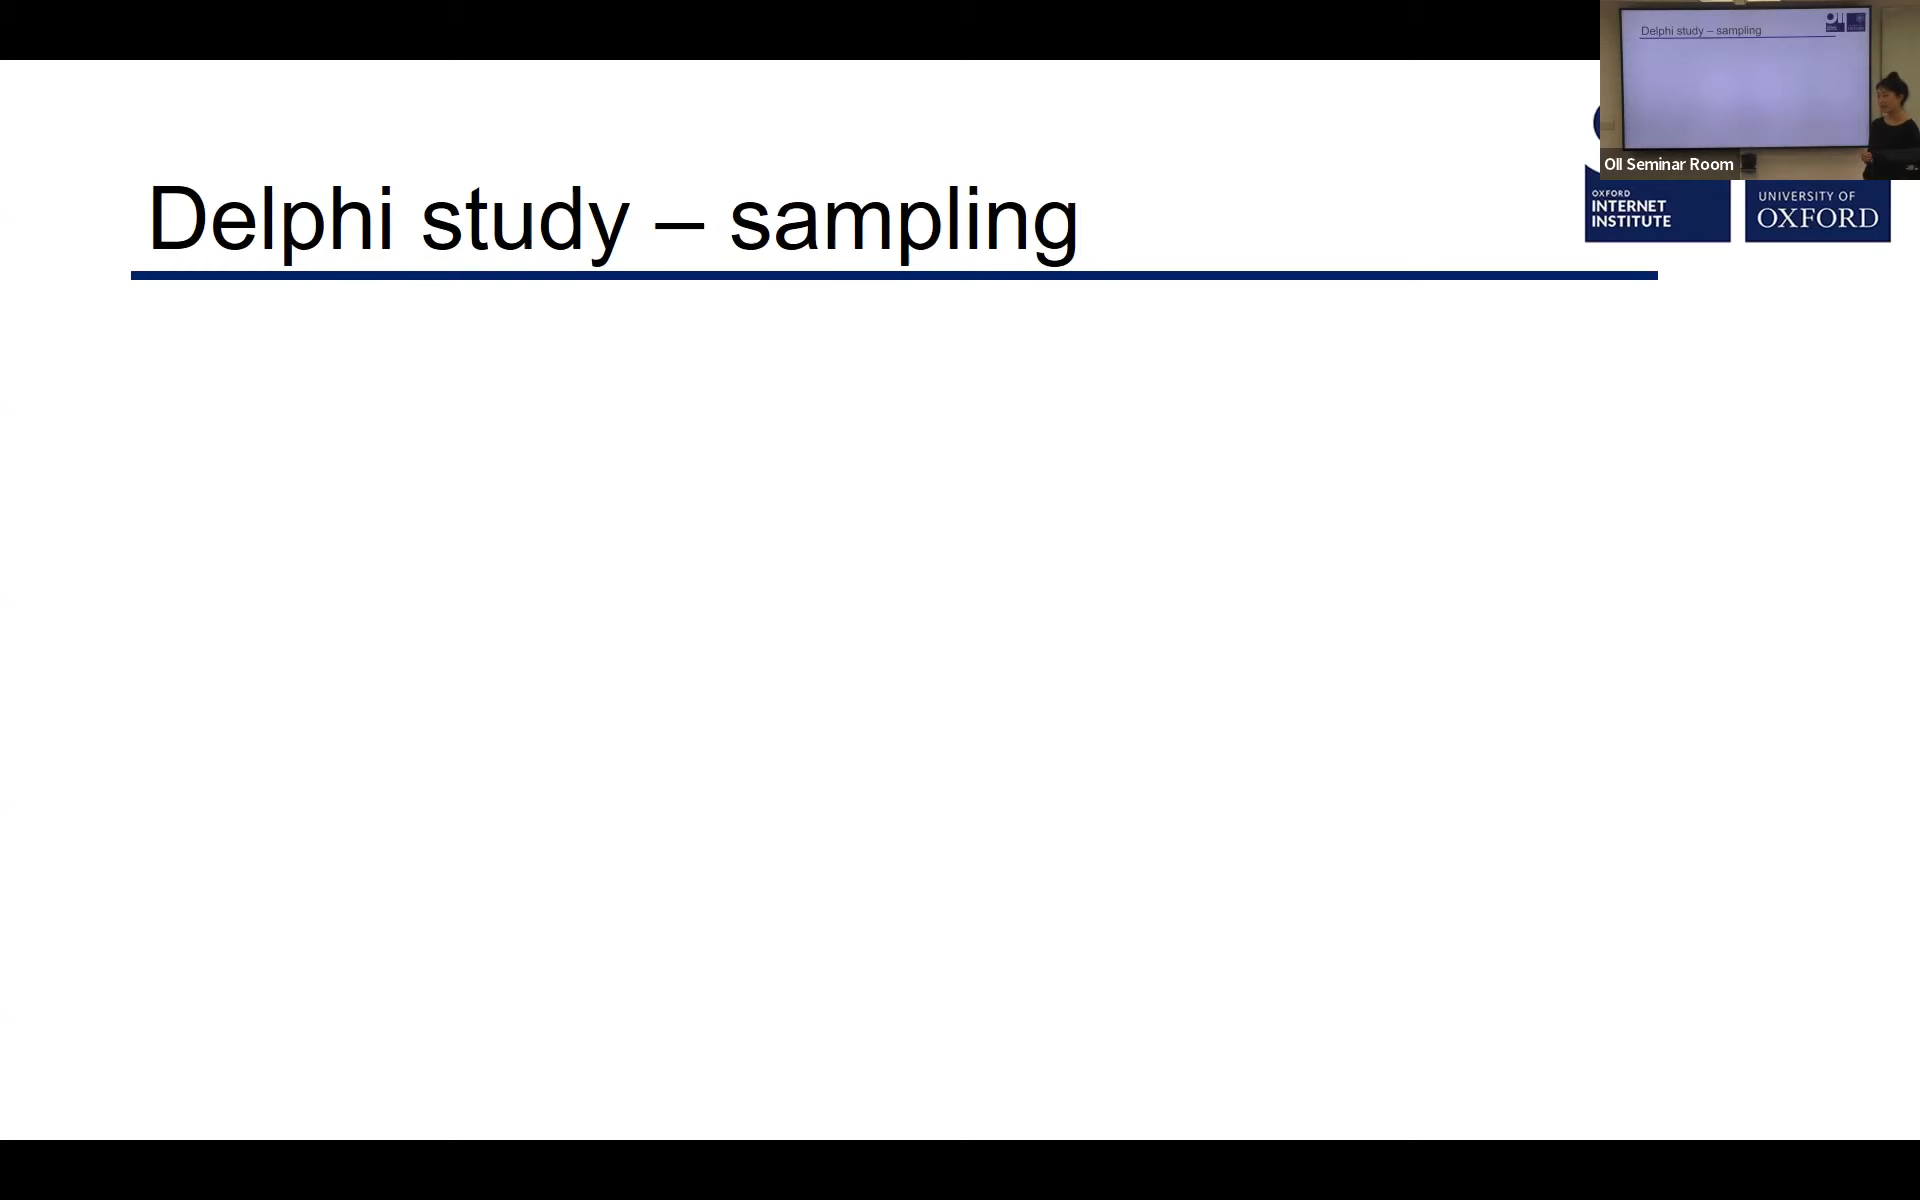 Delphi study – sampling
OII Seminar Room
Delphi study – sampling
OXFORD
INTERNET
INSTITUTE
UNIVERSITY OF
OXFORD